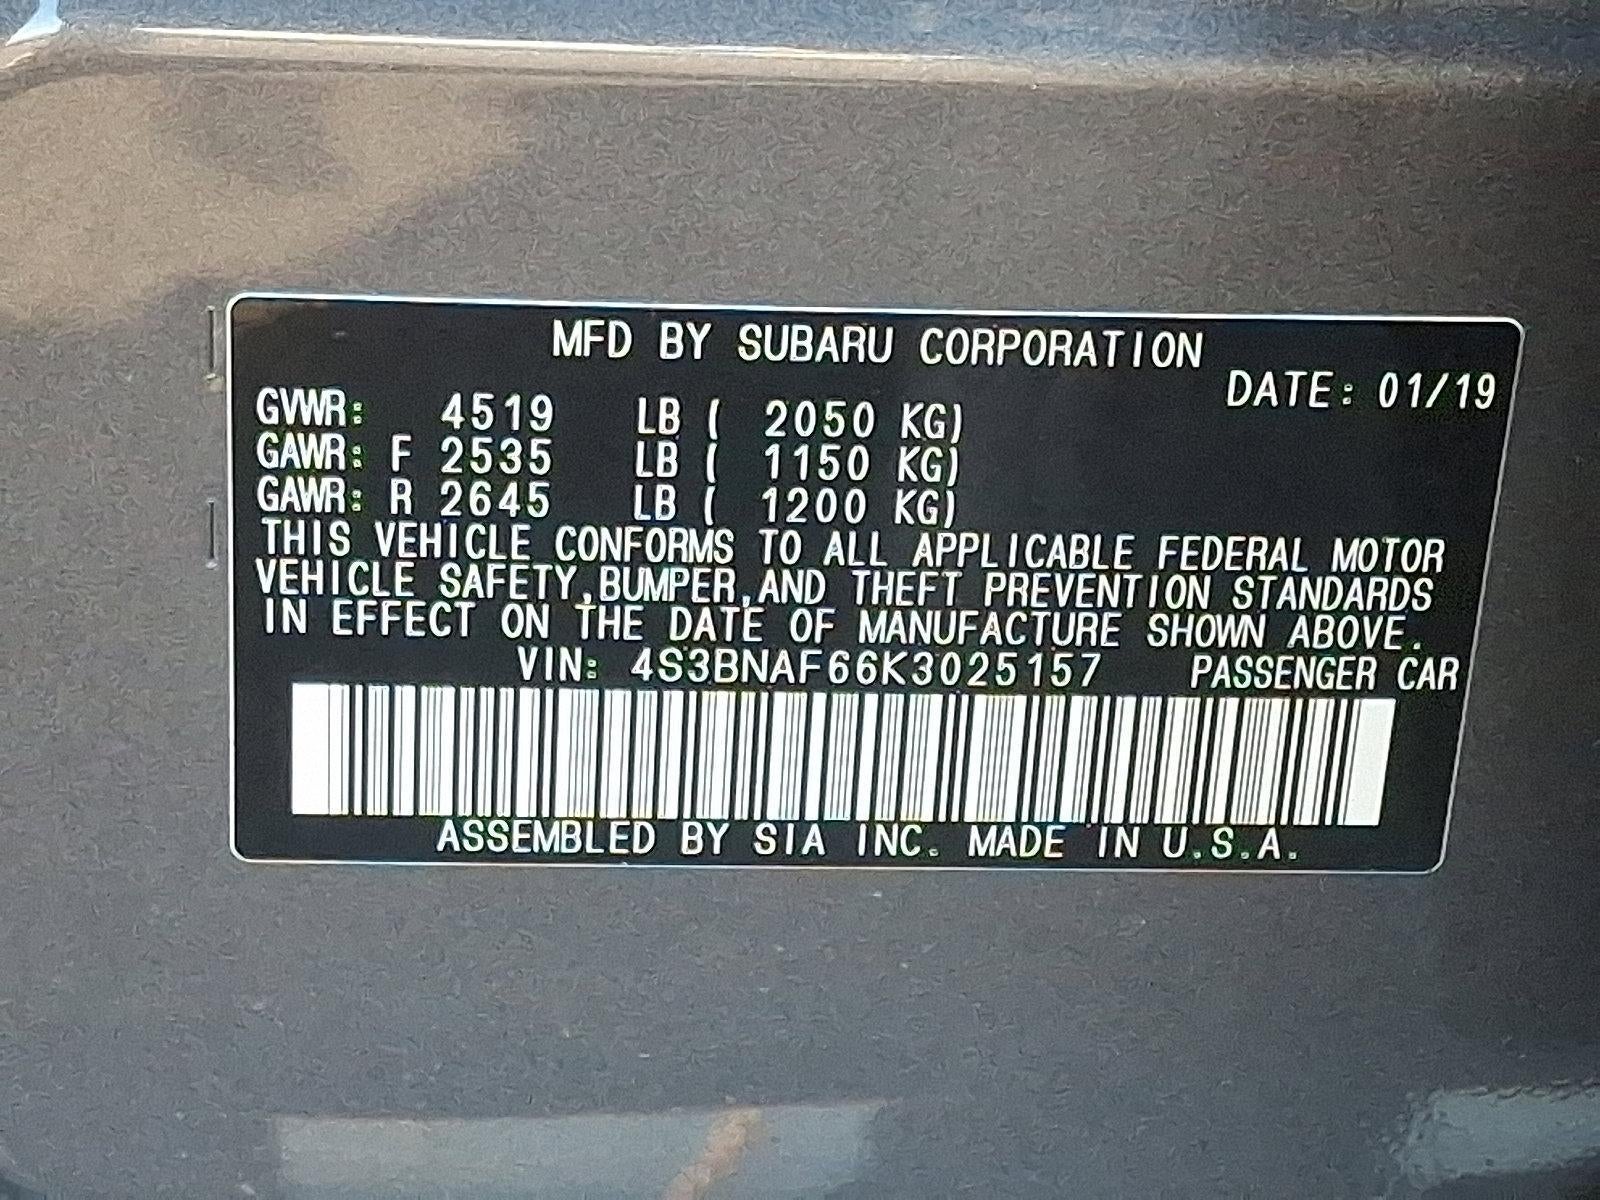 MFD BY SUBARU CORPORATION
DATE: 01/19
GVWR: 4519 LB ( 2050 KG)
GAWR: F 2535 LB ( 1150 KG)
GAWR: R 2645 LB ( 1200 KG)
THIS VEHICLE CONFORMS TO ALL APPLICABLE FEDERAL MOTOR
VEHICLE SAFETY,BUMPER,AND THEFT PREVENTION STANDARDS
IN EFFECT ON THE DATE OF MANUFACTURE SHOWN ABOVE.
VIN: 4S3BNAF66K3025157 PASSENGER CAR
ASSEMBLED BY SIA INC. MADE IN U.S.A.